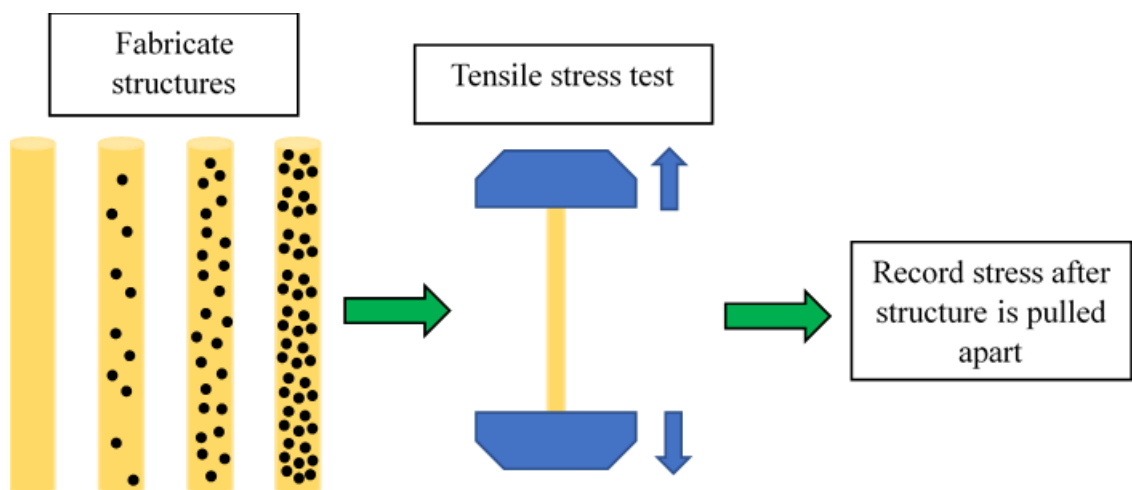 Fabricate
structures
Tensile stress test
Record stress after
structure is pulled
apart